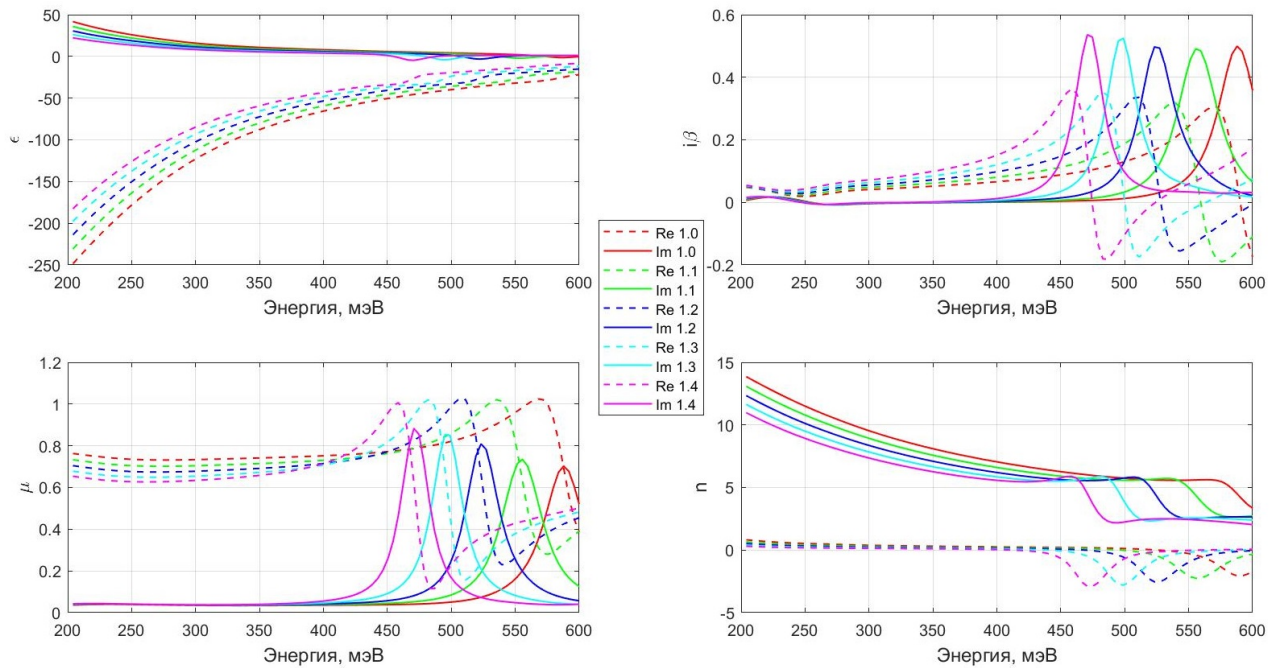 50
0
-50
-100
-150
-200
-250
ϵ
200 250 300 350 400 450 500 550 600
Энергия, мэВ
0.6
0.4
0.2
0
-0.2
iβ
200 250 300 350 400 450 500 550 600
Энергия, мэВ
Re 1.0
Im 1.0
Re 1.1
Im 1.1
Re 1.2
Im 1.2
Re 1.3
Im 1.3
Re 1.4
Im 1.4
1.2
1
0.8
0.6
0.4
0.2
0
μ
200 250 300 350 400 450 500 550 600
Энергия, мэВ
15
10
5
0
-5
n
200 250 300 350 400 450 500 550 600
Энергия, мэВ